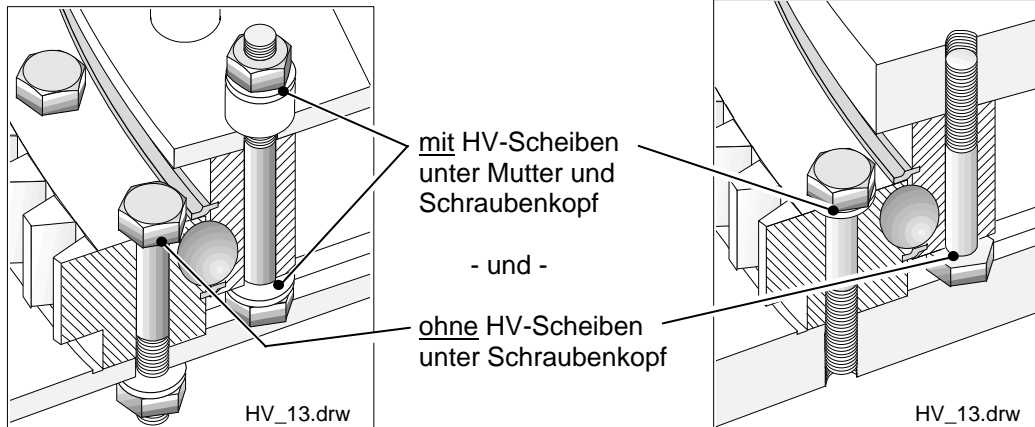 mit HV-Scheiben
unter Mutter und
Schraubenkopf
- und -
ohne HV-Scheiben
unter Schraubenkopf
HV_13.drw
HV_13.drw